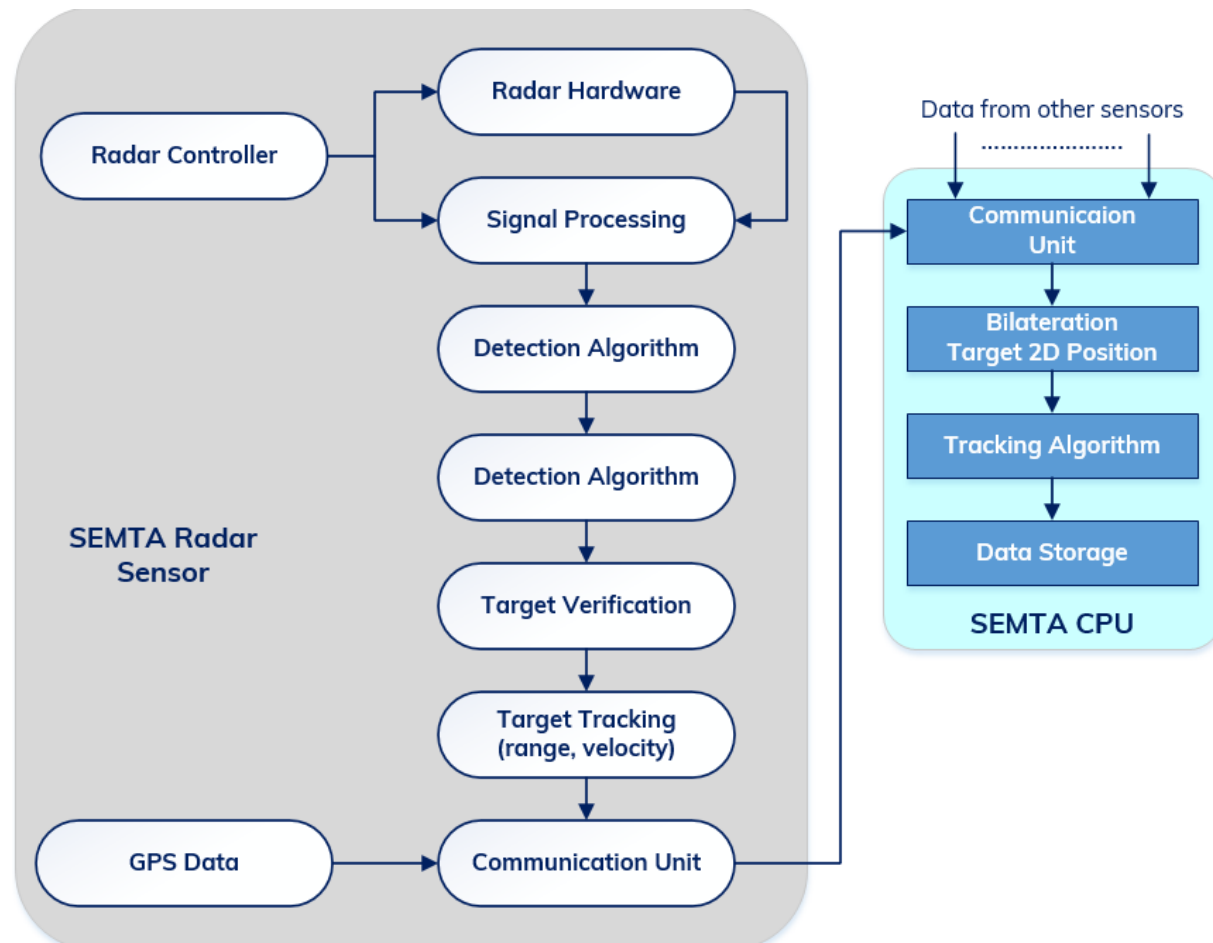 Radar Hardware
Radar Controller
Signal Processing
Detection Algorithm
Detection Algorithm
SEMTA Radar
Sensor
Target Verification
Target Tracking
(range, velocity)
GPS Data
Communication Unit
Data from other sensors
.....................
Communicaion
Unit
Bilateration
Target 2D Position
Tracking Algorithm
Data Storage
SEMTA CPU